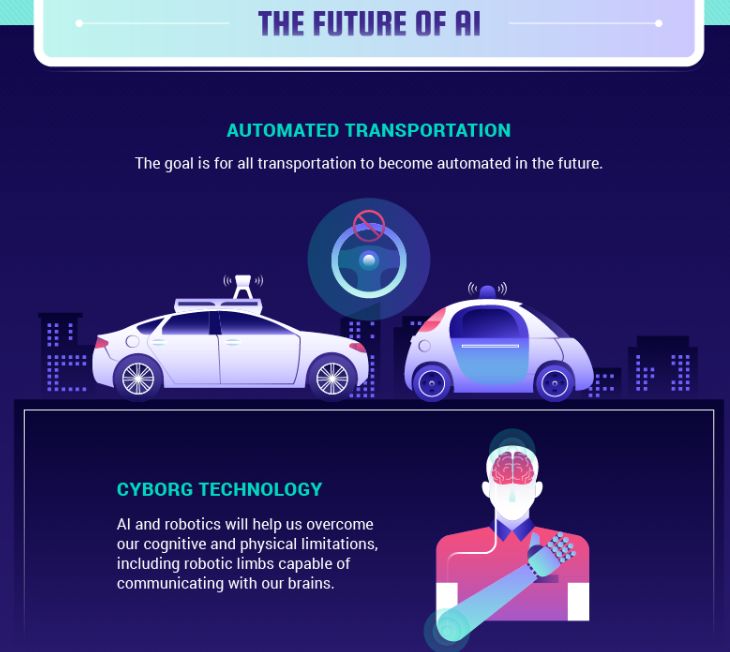 THE FUTURE OF AI
AUTOMATED TRANSPORTATION
The goal is for all transportation to become automated in the future.
CYBORG TECHNOLOGY
AI and robotics will help us overcome
our cognitive and physical limitations,
including robotic limbs capable of
communicating with our brains.